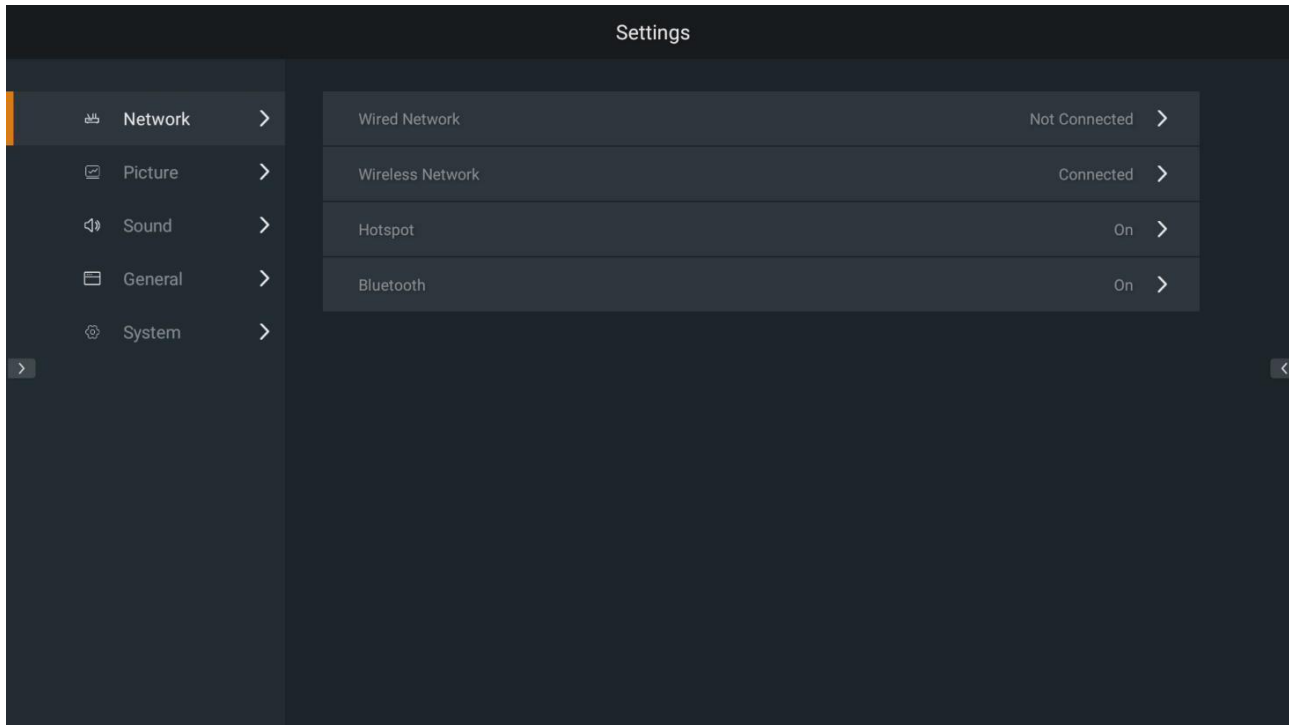 Settings
Network
Picture
Sound
General
System
Wired Network Not Connected
Wireless Network Connected
Hotspot On
Bluetooth On